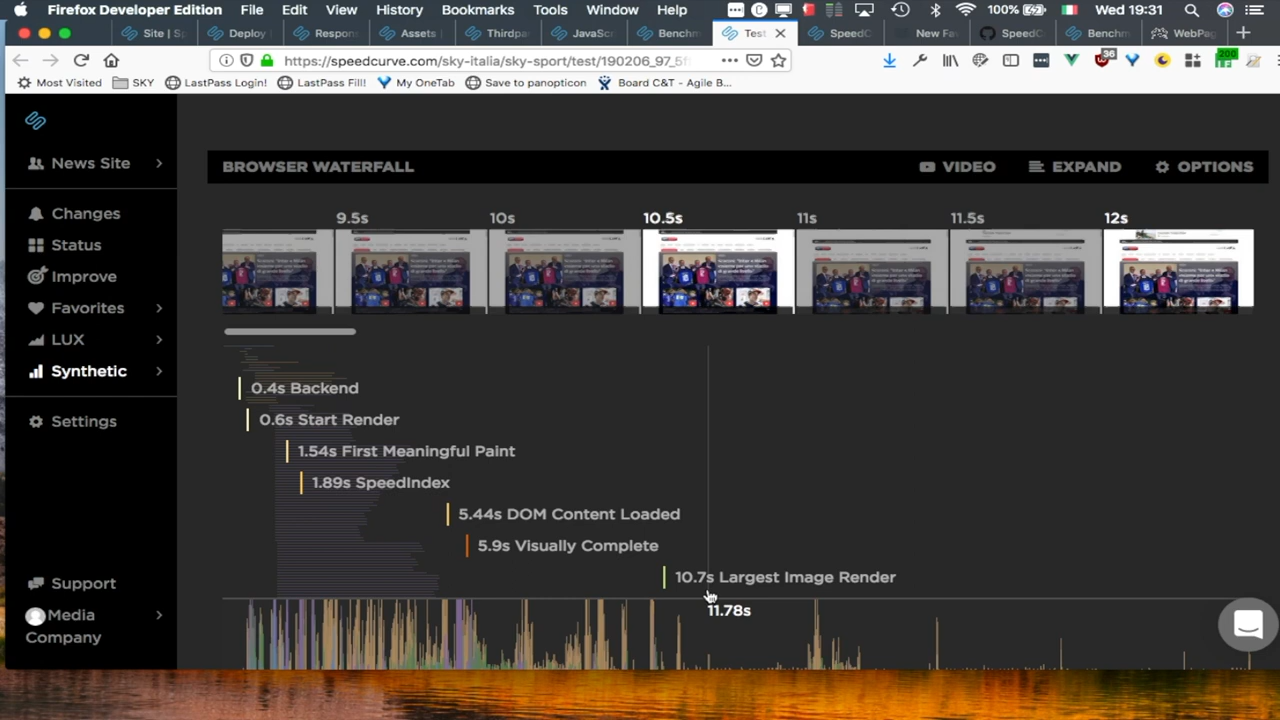 Firefox Developer Edition File Edit View History Bookmarks Tools Window Help 100% Wed 19:31
Site | S Deploy Respon Assets Thirdpa JavaSc Benchm Test SpeedC New Fa SpeedC Benchm WebPag
https://speedcurve.com/sky-italia/sky-sport/test/190206_97_5
36
200
Most Visited SKY LastPass Login! LastPass Fill! My OneTab Save to panopticon Board C&T - Agile B...
News Site
Changes
Status
Improve
Favorites
LUX
Synthetic
Settings
Support
Media
Company
BROWSER WATERFALL VIDEO EXPAND OPTIONS
9.5s 10s 10.5s 11s 11.5s 12s
0.4s Backend
0.6s Start Render
1.54s First Meaningful Paint
1.89s SpeedIndex
5.44s DOM Content Loaded
5.9s Visually Complete
10.7s Largest Image Render
11.78s